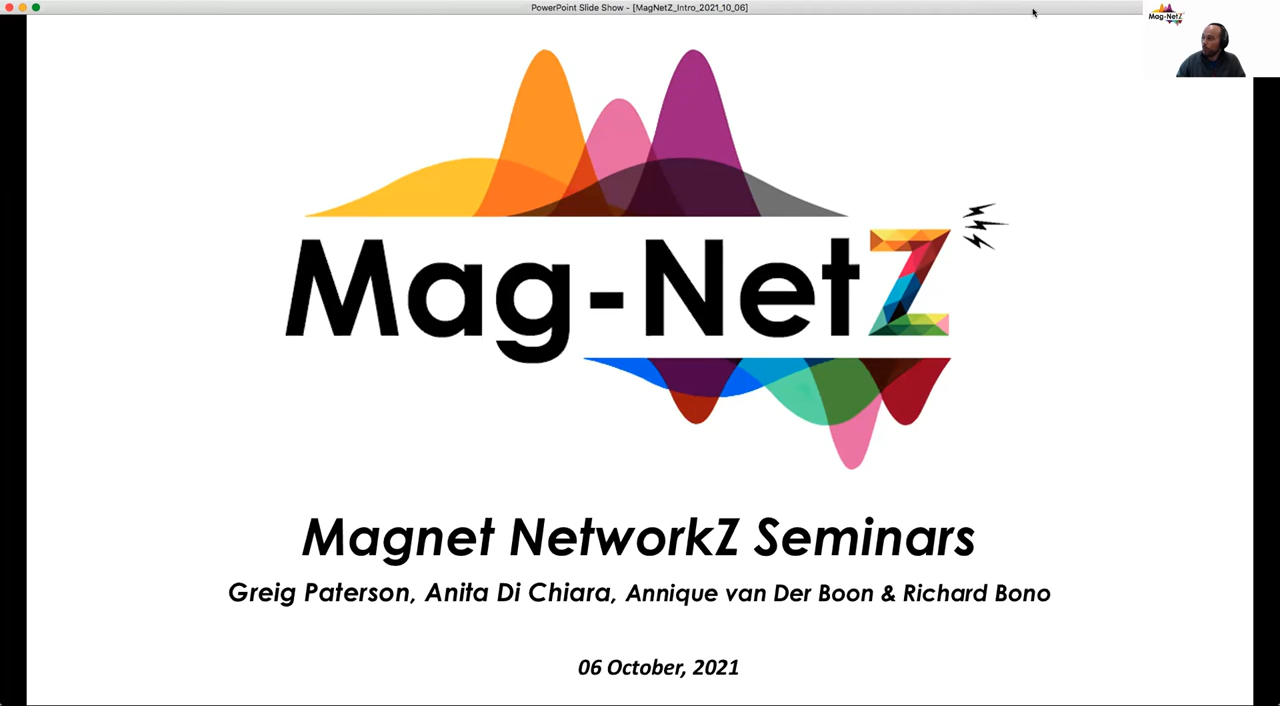 PowerPoint Slide Show - [MagNetZ_Intro_2021_10_06]
Mag-NetZ
Mag-NetZ
Magnet NetworkZ Seminars
Greig Paterson, Anita Di Chiara, Annique van Der Boon & Richard Bono
06 October, 2021